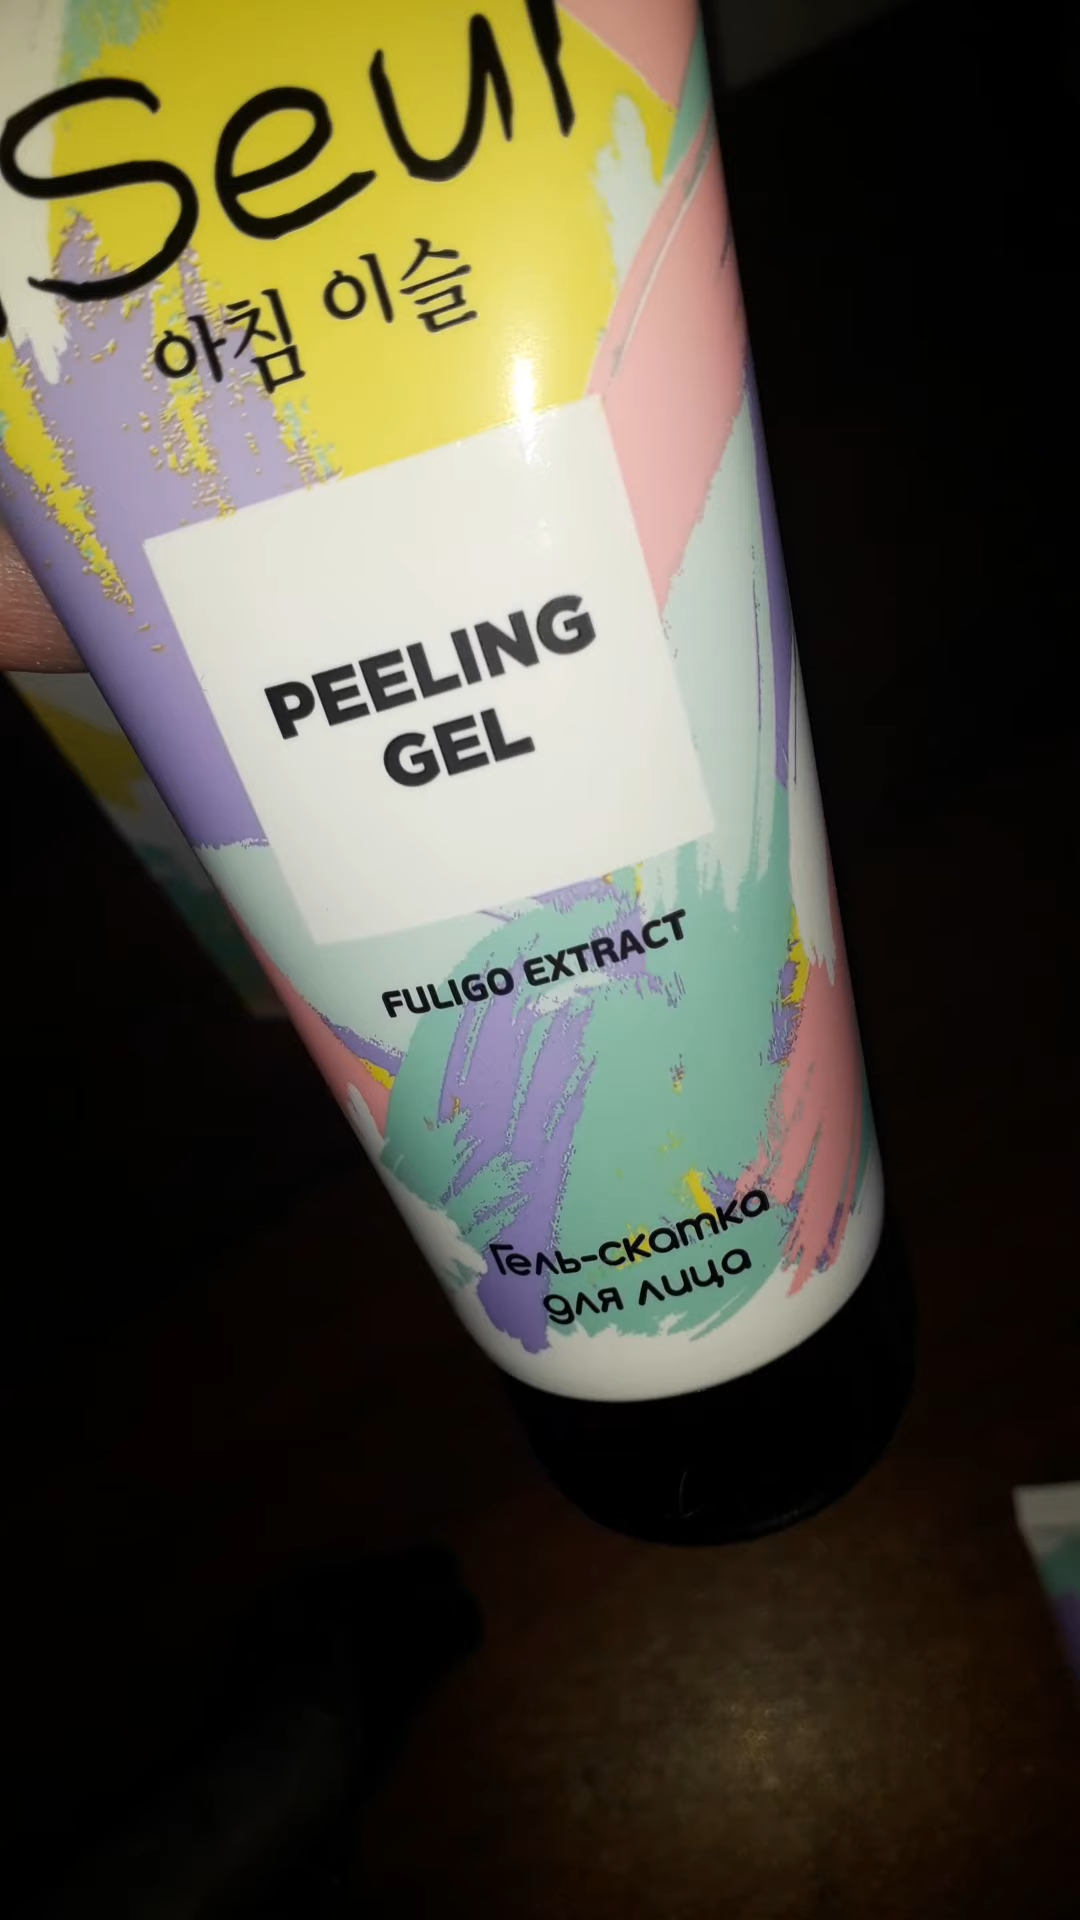 Seul
아침 이슬
PEELING
GEL
FULIGO EXTRACT
Гель-скатка
для лица